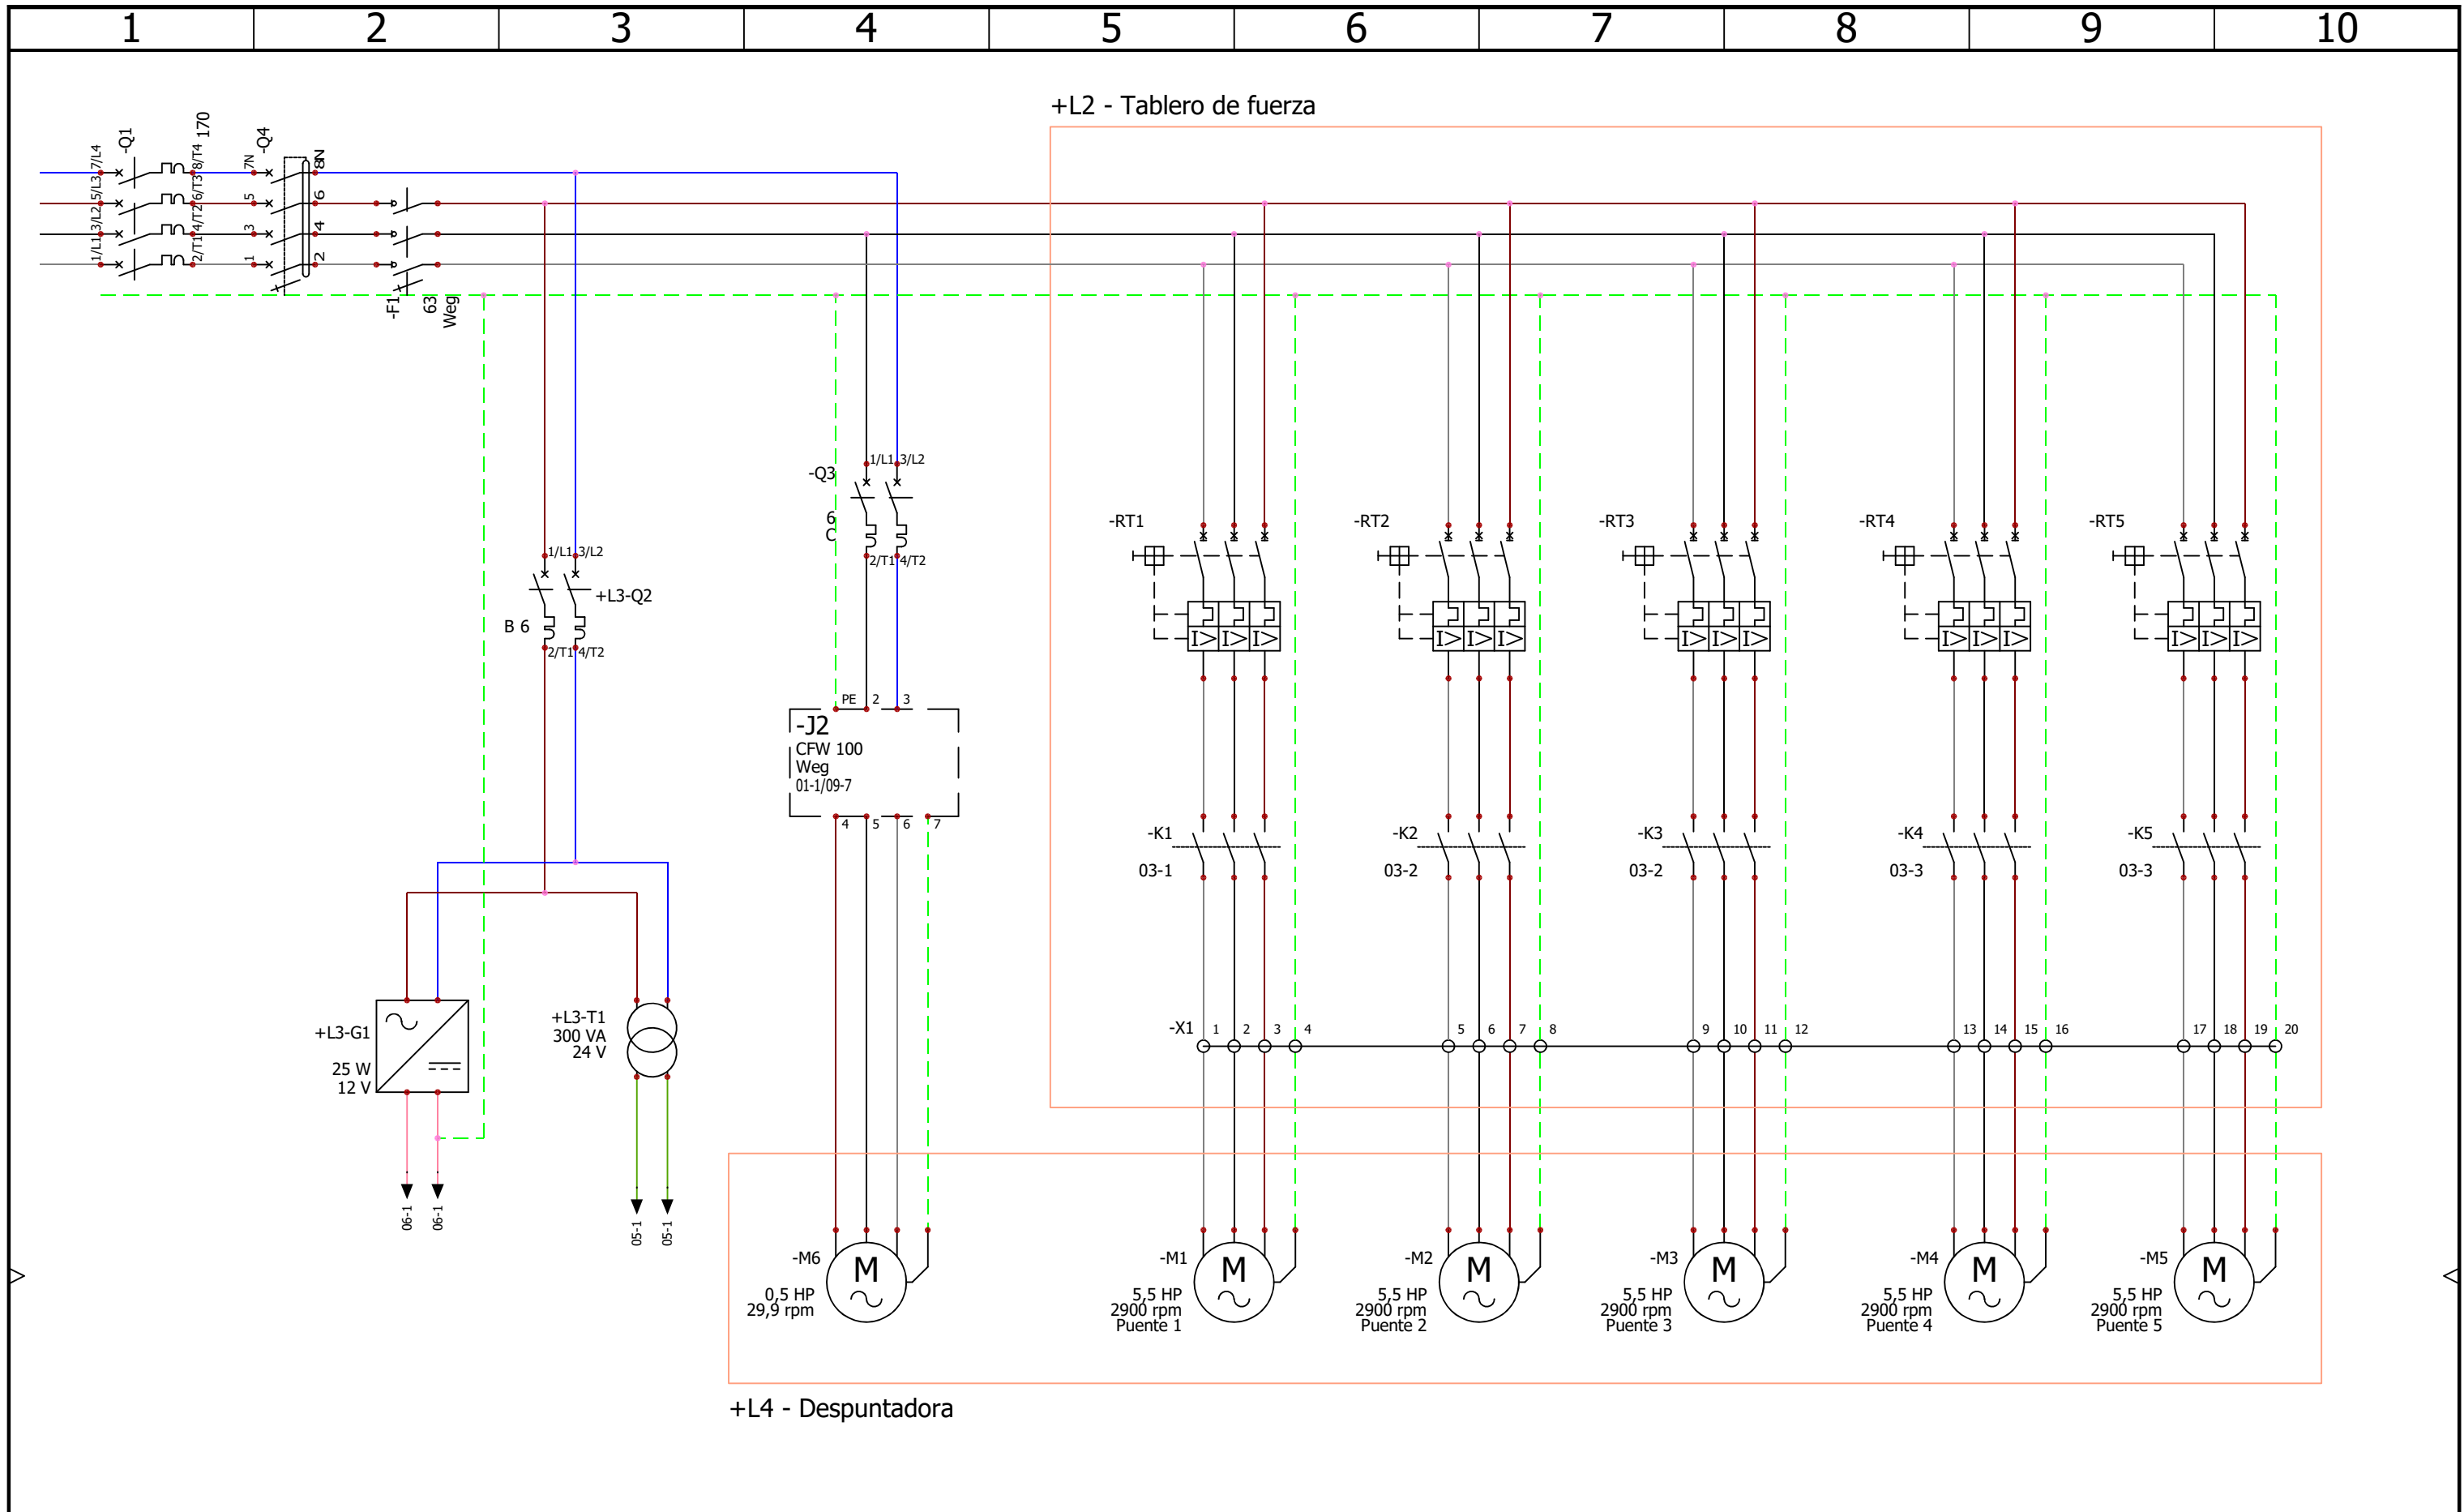 1 2 3 4 5 6 7 8 9 10
+L2 - Tablero de fuerza
-Q1
170
-Q4
7/L4
8/T4
7N
8N
5/L3
6/T3
5
6
3/L2
4/T2
3
4
1/L1
2/T1
1
2
-F1
63
Weg
-Q3
1/L1 3/L2
6
C
2/T1 4/T2
-RT1 -RT2 -RT3 -RT4 -RT5
1/L1 3/L2
+L3-Q2
B 6
2/T1 4/T2
I> I> I> I> I> I> I> I> I> I> I> I> I> I> I>
PE 2 3
-J2
CFW 100
Weg
01-1/09-7
4 5 6 7
-K1 -K2 -K3 -K4 -K5
03-1 03-2 03-2 03-3 03-3
+L3-G1
25 W
12 V
+L3-T1
300 VA
24 V
-X1 1 2 3 4 5 6 7 8 9 10 11 12 13 14 15 16 17 18 19 20
06-1 06-1 05-1 05-1
-M6
M
0,5 HP
29,9 rpm
-M1
M
5,5 HP
2900 rpm
Puente 1
-M2
M
5,5 HP
2900 rpm
Puente 2
-M3
M
5,5 HP
2900 rpm
Puente 3
-M4
M
5,5 HP
2900 rpm
Puente 4
-M5
M
5,5 HP
2900 rpm
Puente 5
+L4 - Despuntadora